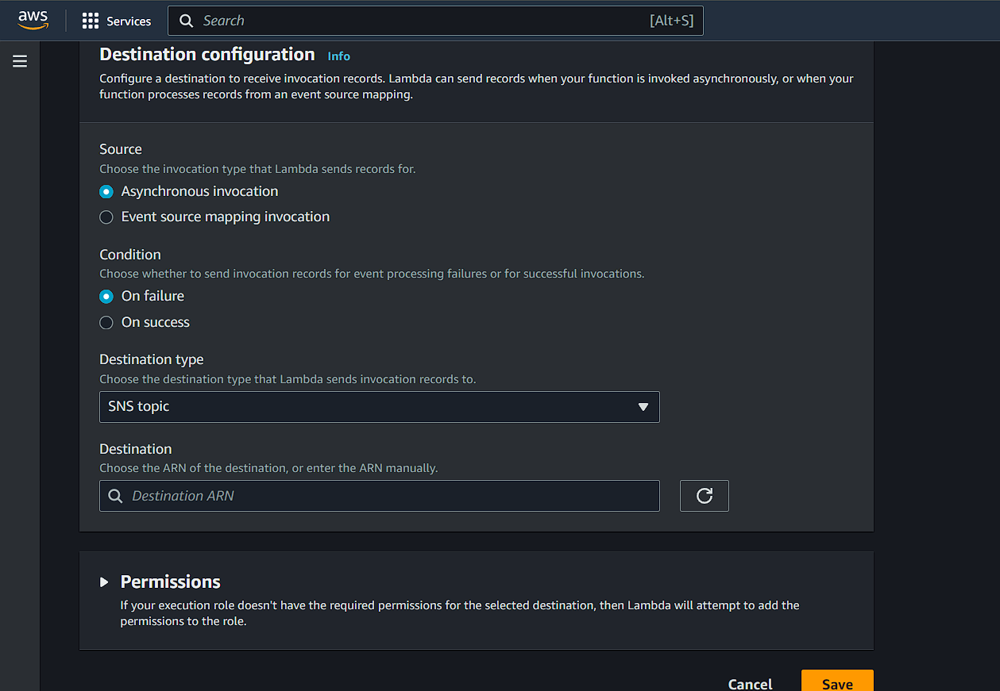 aws
Services
Search
[Alt+S]
Destination configuration Info
Configure a destination to receive invocation records. Lambda can send records when your function is invoked asynchronously, or when your
function processes records from an event source mapping.
Source
Choose the invocation type that Lambda sends records for.
Asynchronous invocation
Event source mapping invocation
Condition
Choose whether to send invocation records for event processing failures or for successful invocations.
On failure
On success
Destination type
Choose the destination type that Lambda sends invocation records to.
SNS topic
Destination
Choose the ARN of the destination, or enter the ARN manually.
Destination ARN
Permissions
If your execution role doesn't have the required permissions for the selected destination, then Lambda will attempt to add the
permissions to the role.
Cancel
Save